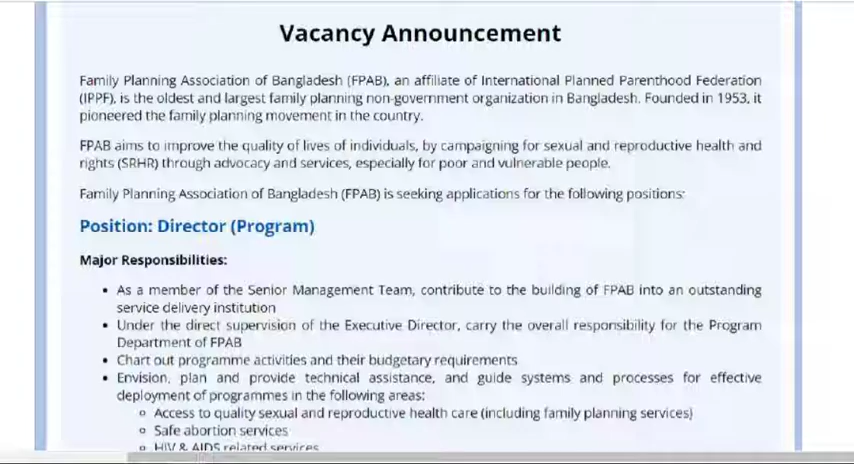 Vacancy Announcement
Family Planning Association of Bangladesh (FPAB), an affiliate of International Planned Parenthood Federation
(IPPF), is the oldest and largest family planning non-government organization in Bangladesh. Founded in 1953, it
pioneered the family planning movement in the country.
FPAB aims to improve the quality of lives of individuals, by campaigning for sexual and reproductive health and
rights (SRHR) through advocacy and services, especially for poor and vulnerable people.
Family Planning Association of Bangladesh (FPAB) is seeking applications for the following positions:
Position: Director (Program)
Major Responsibilities:
• As a member of the Senior Management Team, contribute to the building of FPAB into an outstanding
service delivery institution
• Under the direct supervision of the Executive Director, carry the overall responsibility for the Program
Department of FPAB
• Chart out programme activities and their budgetary requirements
• Envision, plan and provide technical assistance, and guide systems and processes for effective
deployment of programmes in the following areas:
o Access to quality sexual and reproductive health care (including family planning services)
o Safe abortion services
o HIV & AIDS related services